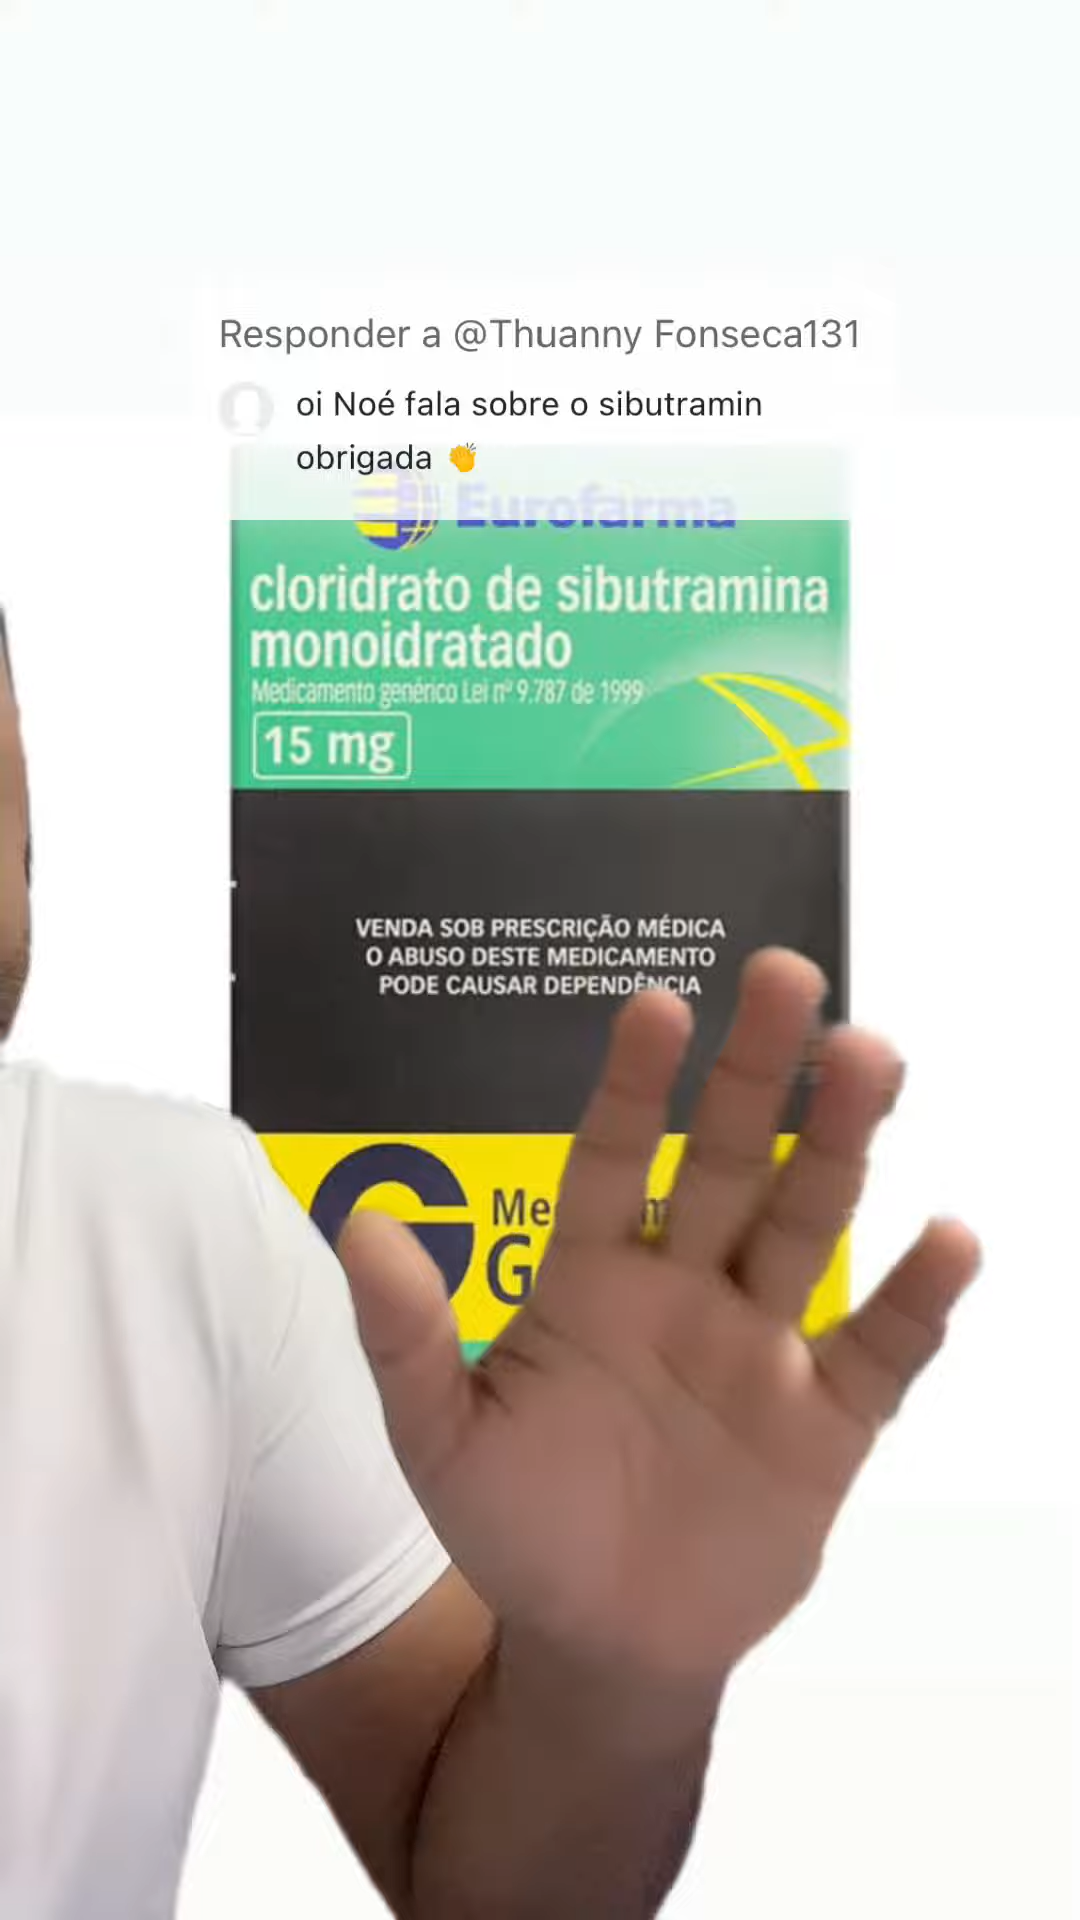 Responder a @Thuanny Fonseca131
oi Noé fala sobre o sibutramin
obrigada 👏
Eurofarma
cloridrato de sibutramina
monoidratado
Medicamento genérico Lei nº 9.787 de 1999
15 mg
VENDA SOB PRESCRIÇÃO MÉDICA
O ABUSO DESTE MEDICAMENTO
PODE CAUSAR DEPENDÊNCIA
G